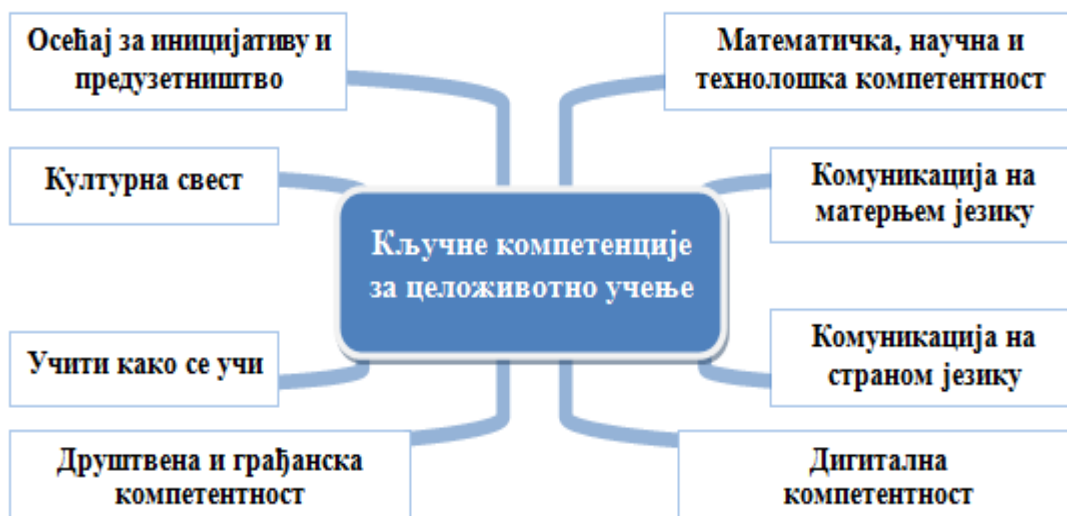 Осећај за иницијативу и
предузетништво
Математичка, научна и
технолошка компетентност
Културна свест
Комуникација на
матерњем језику
Кључне компетенције
за целоживотно учење
Учити како се учи
Комуникација на
страном језику
Друштвена и грађанска
компетентност
Дигитална
компетентност